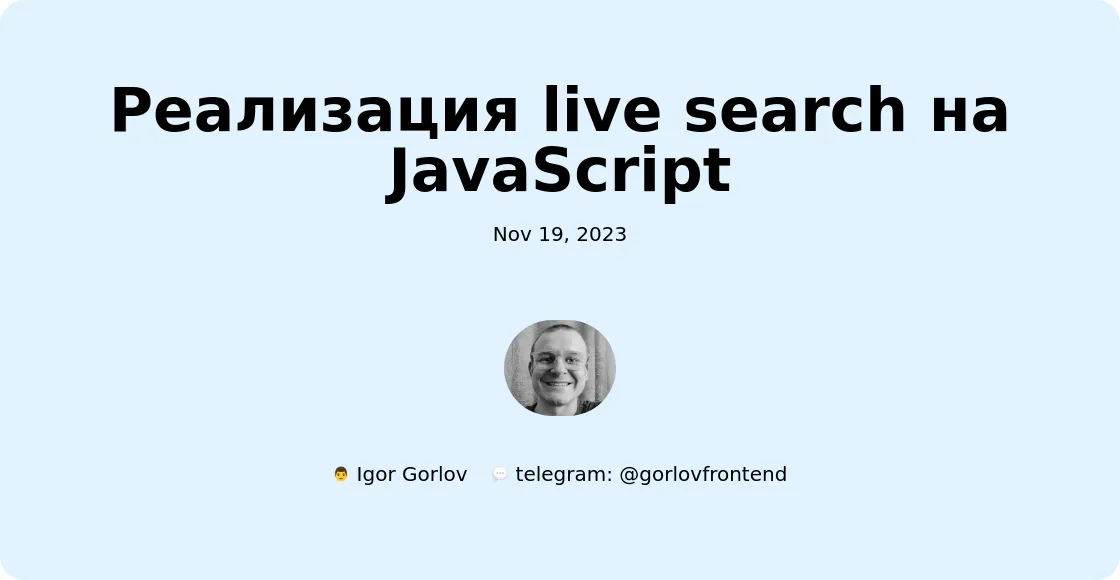 Реализация live search на
JavaScript
Nov 19, 2023
👨 Igor Gorlov 💬 telegram: @gorlovfrontend